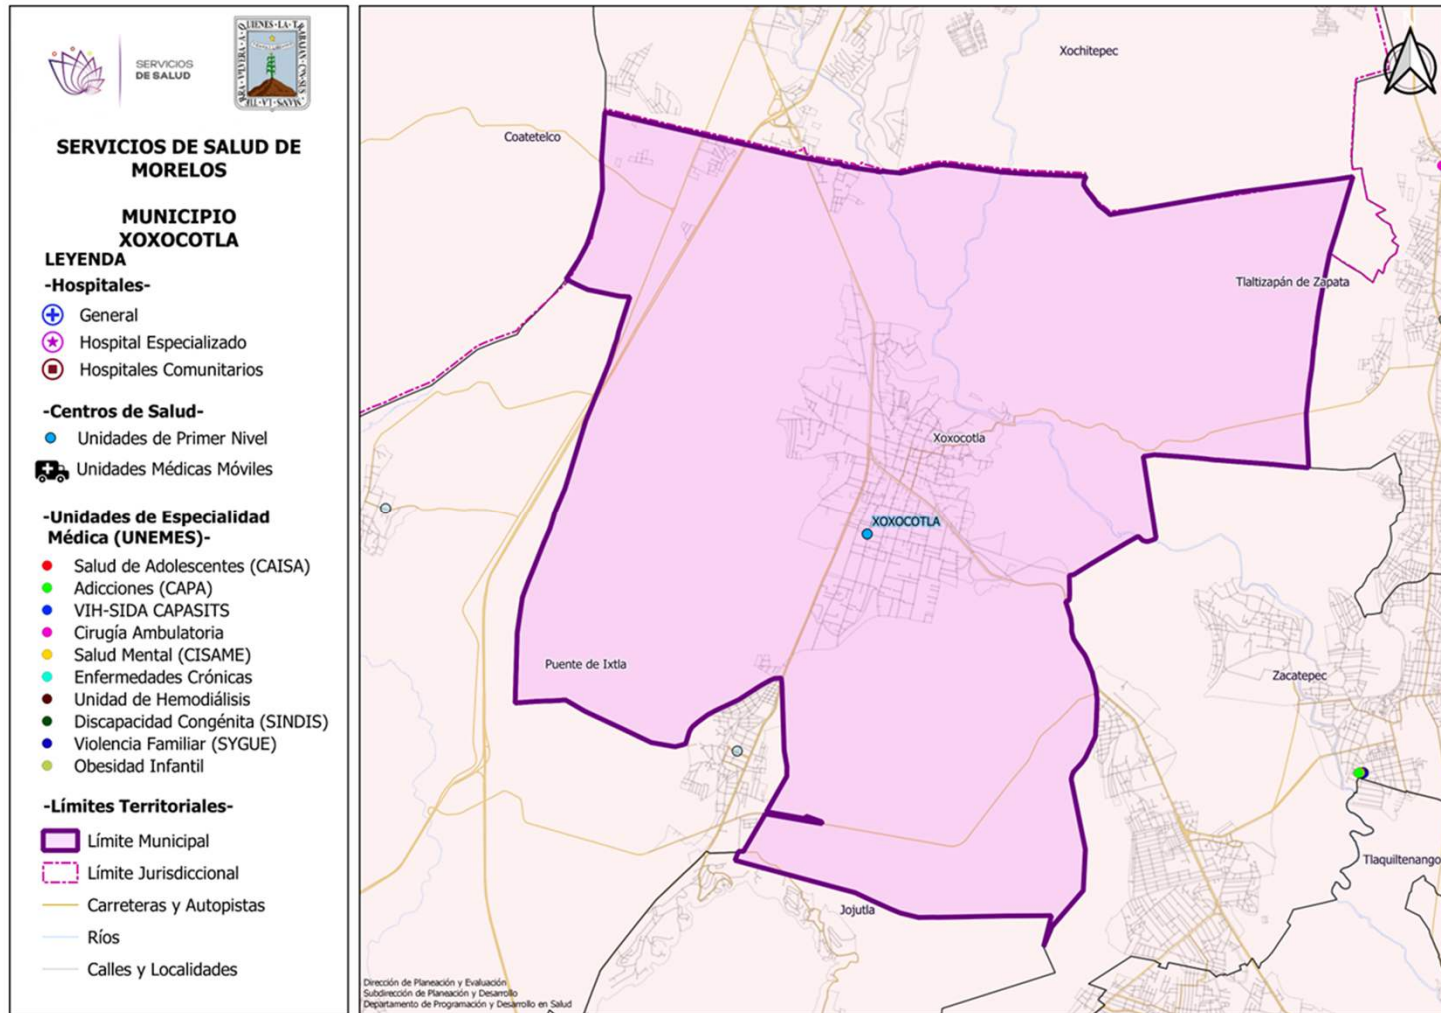 SERVICIOS
DE SALUD
SERVICIOS DE SALUD DE
MORELOS
MUNICIPIO
XOXOCOTLA
LEYENDA
-Hospitales-
General
Hospital Especializado
Hospitales Comunitarios
-Centros de Salud-
Unidades de Primer Nivel
Unidades Médicas Móviles
-Unidades de Especialidad
Médica (UNEMES)-
Salud de Adolescentes (CAISA)
Adicciones (CAPA)
VIH-SIDA CAPASITS
Cirugía Ambulatoria
Salud Mental (CISAME)
Enfermedades Crónicas
Unidad de Hemodiálisis
Discapacidad Congénita (SINDIS)
Violencia Familiar (SYGUE)
Obesidad Infantil
-Límites Territoriales-
Límite Municipal
Límite Jurisdiccional
Carreteras y Autopistas
Ríos
Calles y Localidades
Xochitepec
Coatetelco
Tlaltizapán de Zapata
Xoxocotla
XOXOCOTLA
Puente de Ixtla
Zacatepec
Tlaquiltenango
Jojutla
Dirección de Planeación y Evaluación
Subdirección de Planeación y Desarrollo
Departamento de Programación y Desarrollo en Salud